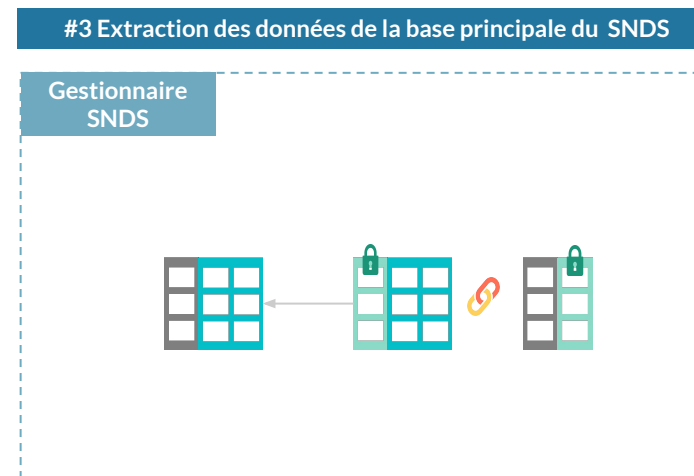 #3 Extraction des données de la base principale du SNDS
Gestionnaire
SNDS